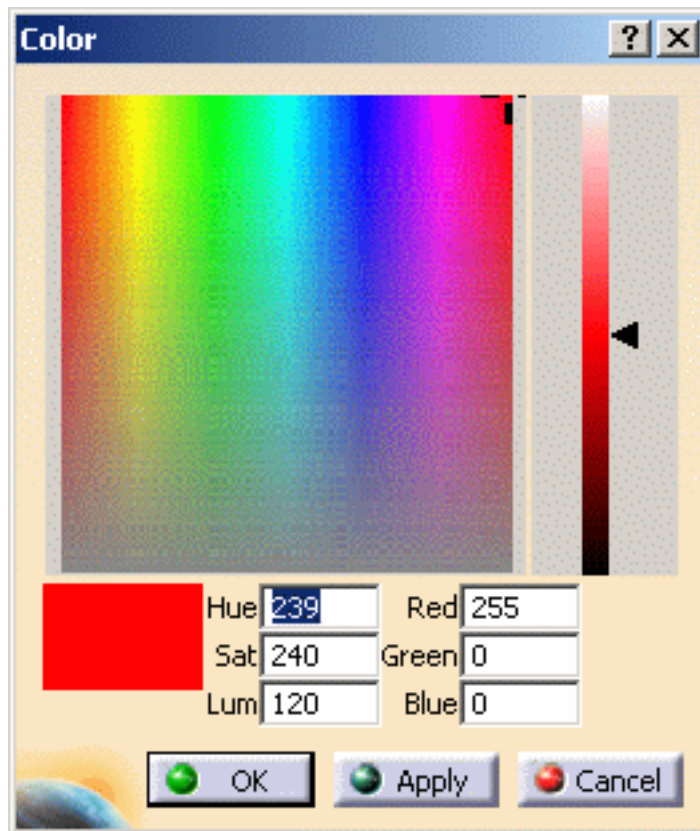 Color
Hue 239 Red 255
Sat 240 Green 0
Lum 120 Blue 0
OK Apply Cancel